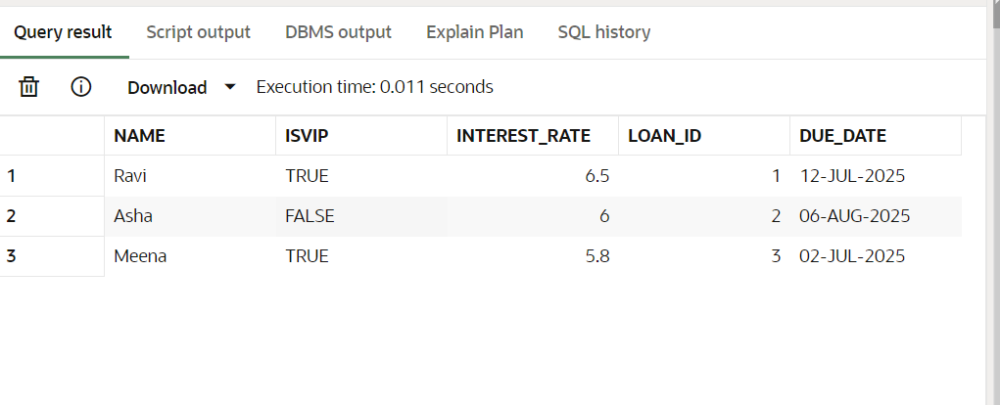 Query result Script output DBMS output Explain Plan SQL history
Download Execution time: 0.011 seconds
NAME ISVIP INTEREST_RATE LOAN_ID DUE_DATE
1 Ravi TRUE 6.5 1 12-JUL-2025
2 Asha FALSE 6 2 06-AUG-2025
3 Meena TRUE 5.8 3 02-JUL-2025